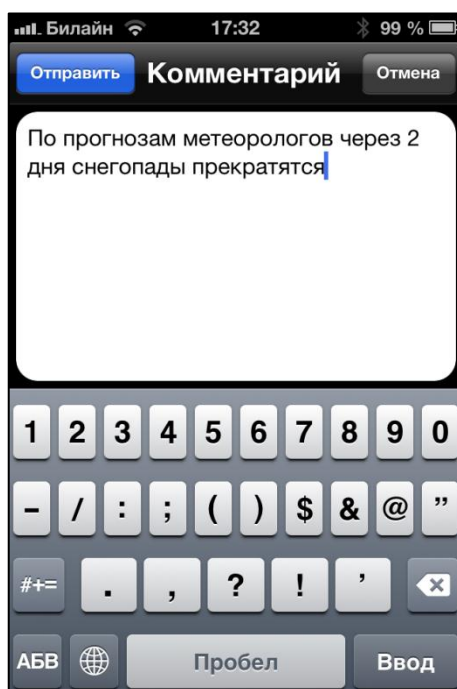 Билайн 17:32 99 %
Отправить Комментарий Отмена
По прогнозам метеорологов через 2
дня снегопады прекратятся
1 2 3 4 5 6 7 8 9 0
- / : ; ( ) $ & @ "
#+= . , ? ! '
АБВ Пробел Ввод